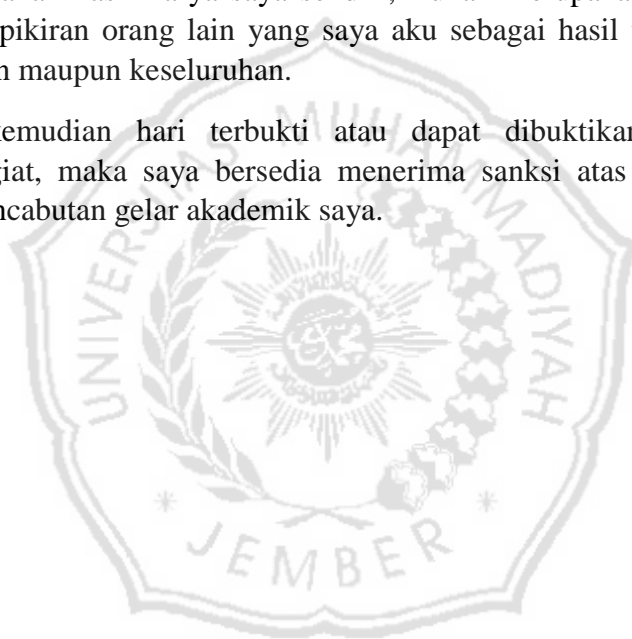 pikiran orang lain yang saya aku sebagai hasil
maupun keseluruhan.
kemudian hari terbukti atau dapat dibuktikan
giat, maka saya bersedia menerima sanksi atas
ncabutan gelar akademik saya.
UNIVERSITAS MUHAMMADIYAH
JEMBER